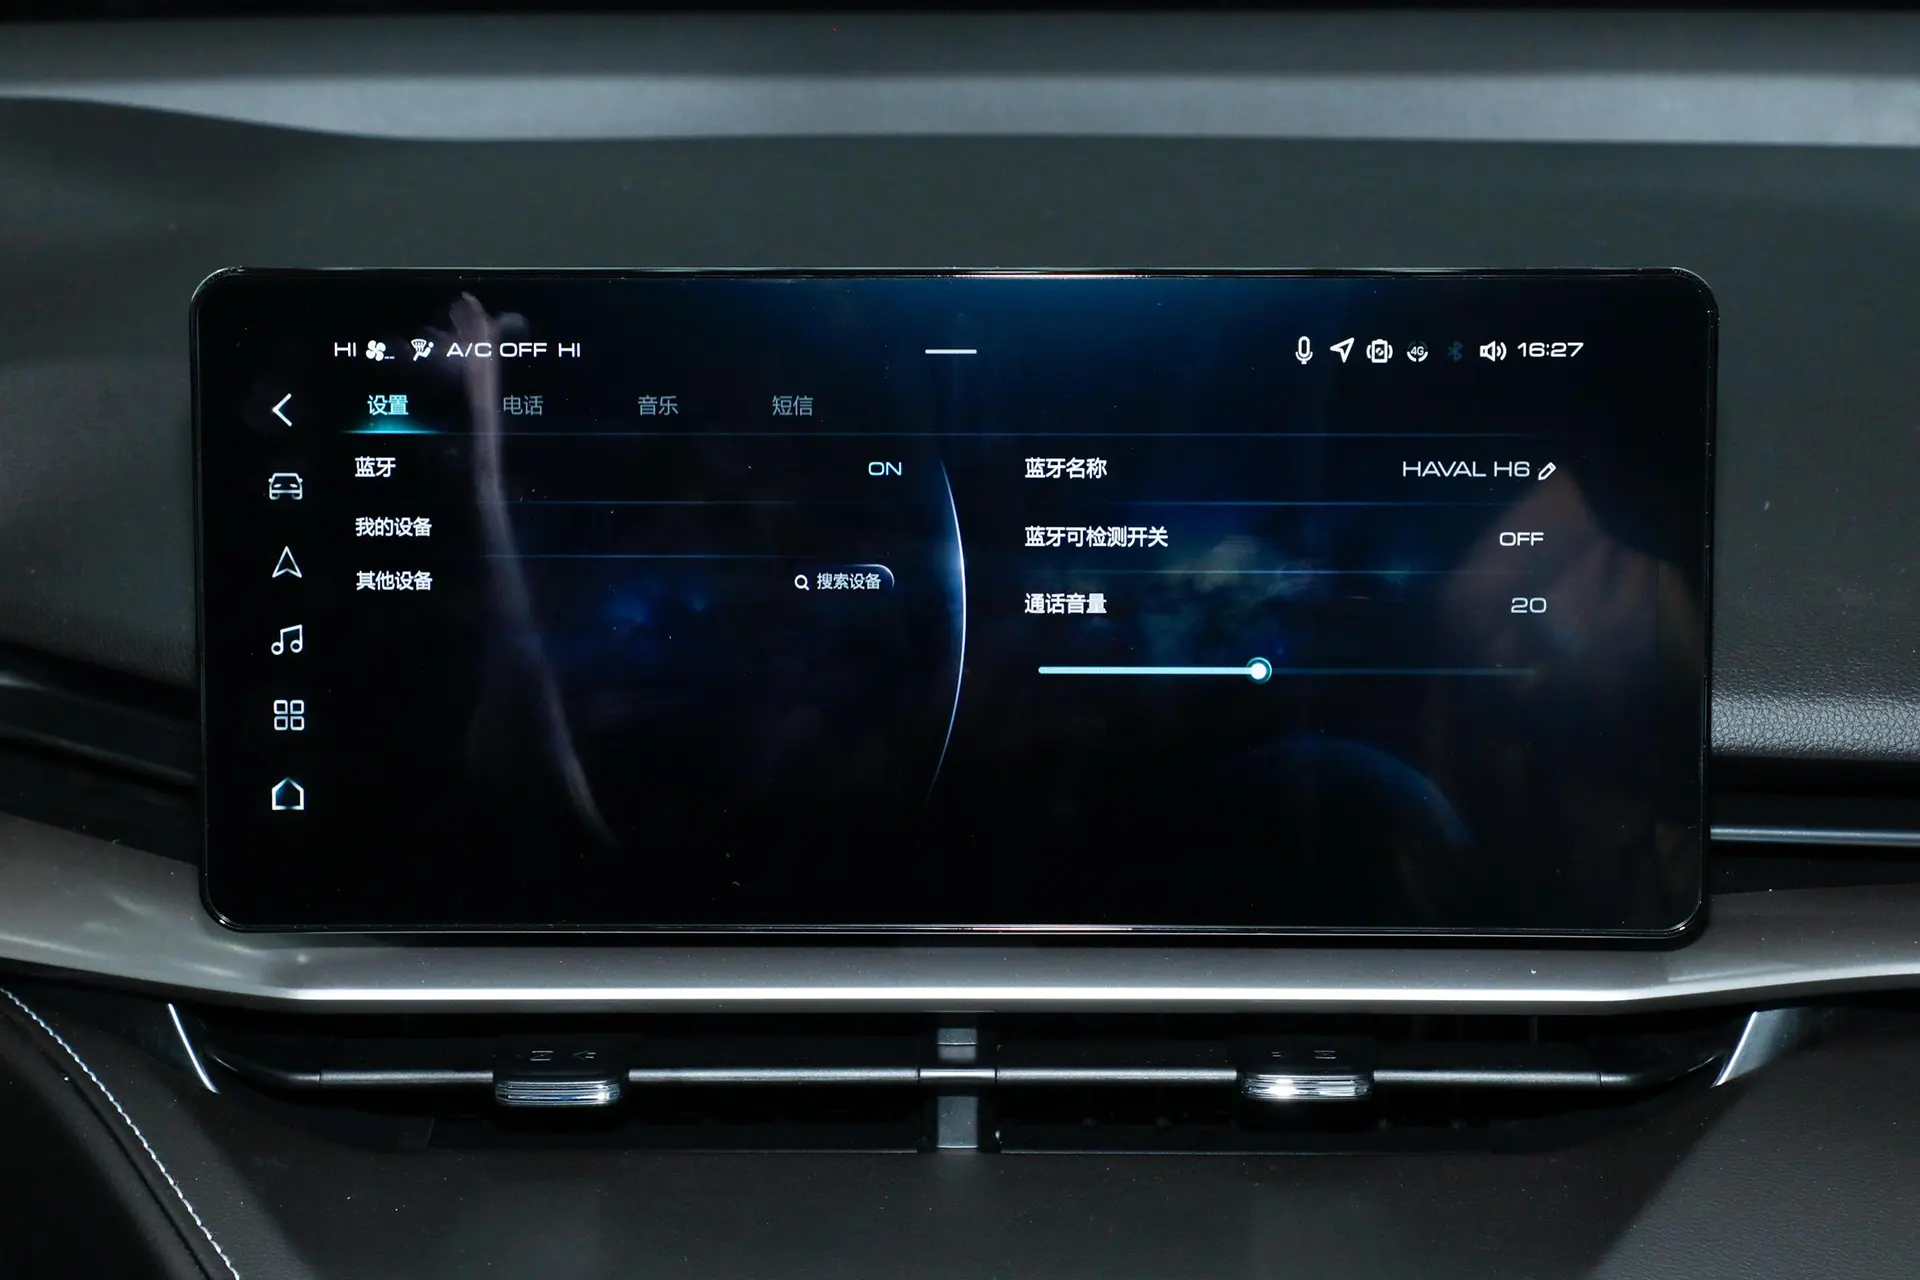 HI A/C OFF HI 4G 16:27
设置 电话 音乐 短信
蓝牙 ON
我的设备
其他设备 搜索设备
蓝牙名称 HAVAL H6
蓝牙可检测开关 OFF
通话音量 20